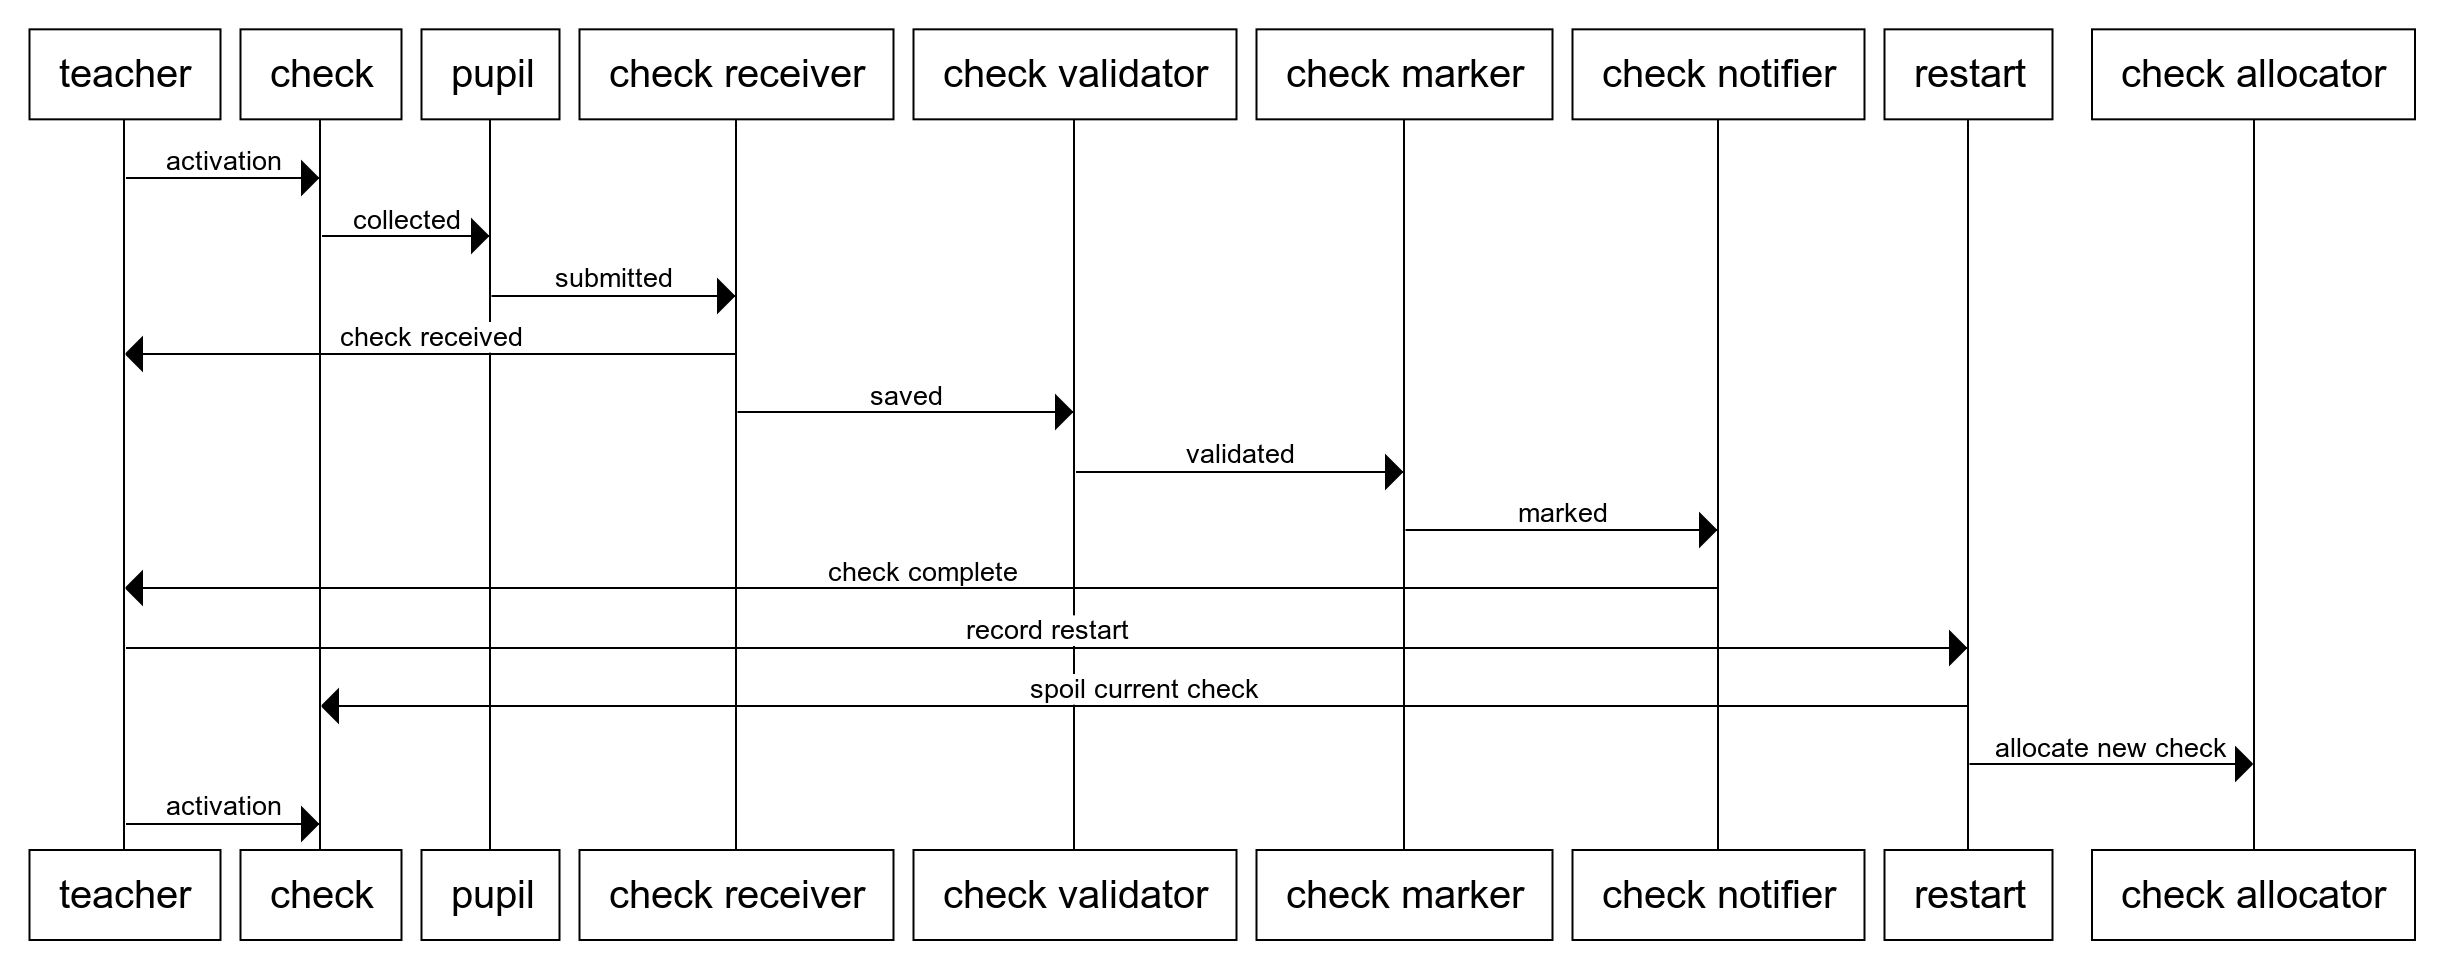 teacher check pupil check receiver check validator check marker check notifier restart check allocator
activation
collected
submitted
check received
saved
validated
marked
check complete
record restart
spoil current check
allocate new check
activation
teacher check pupil check receiver check validator check marker check notifier restart check allocator